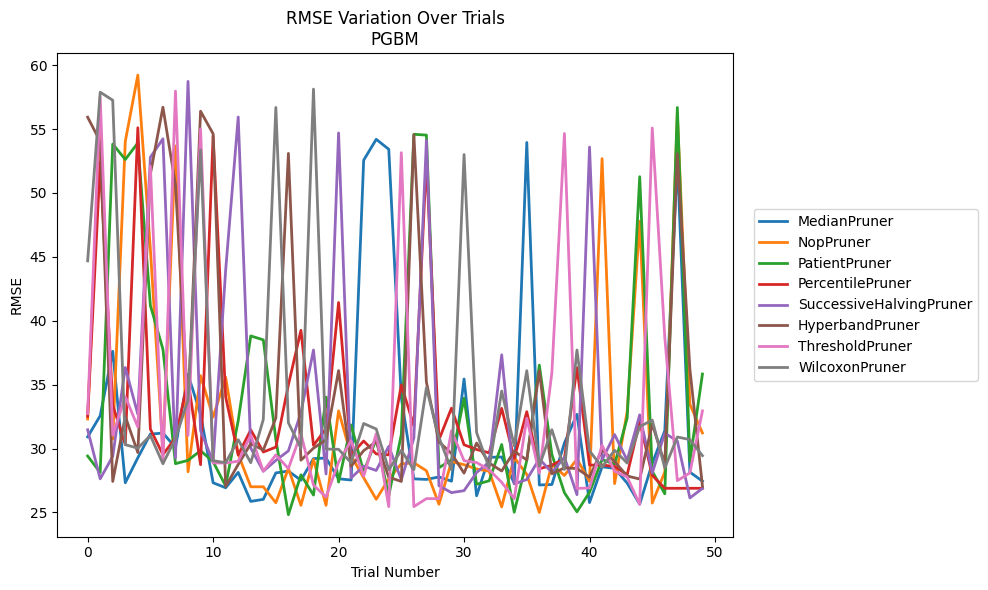 RMSE Variation Over Trials
PGBM
60
55
50
45
40
35
30
25
RMSE
0
10
20
30
40
50
Trial Number
MedianPruner
NopPruner
PatientPruner
PercentilePruner
SuccessiveHalvingPruner
HyperbandPruner
ThresholdPruner
WilcoxonPruner